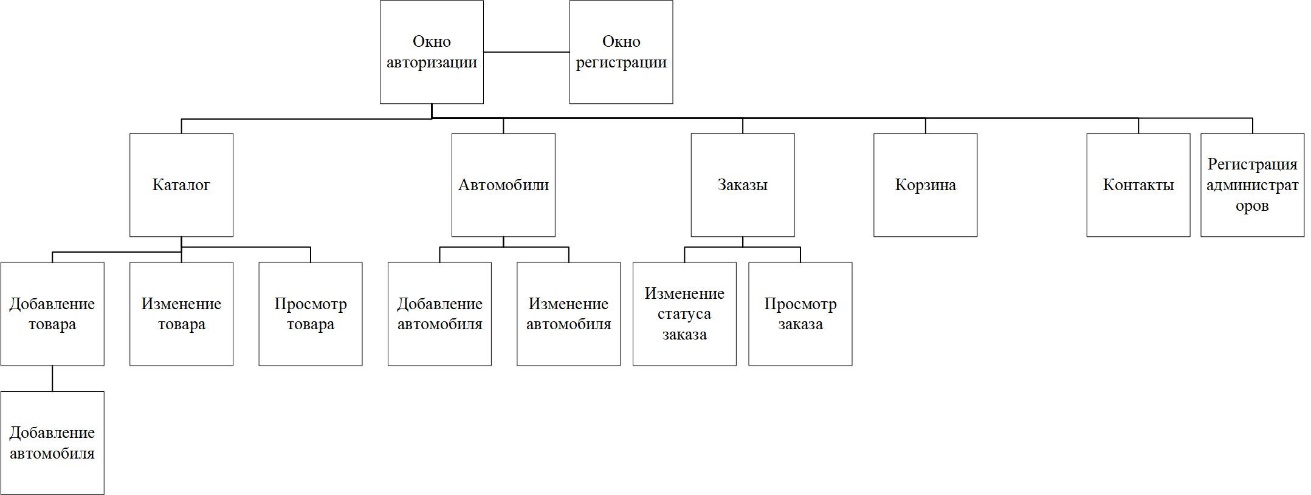 Окно
авторизации
Окно
регистрации
Каталог
Автомобили
Заказы
Корзина
Контакты
Регистрация
администрат
оров
Добавление
товара
Изменение
товара
Просмотр
товара
Добавление
автомобиля
Изменение
автомобиля
Изменение
статуса
заказа
Просмотр
заказа
Добавление
автомобиля